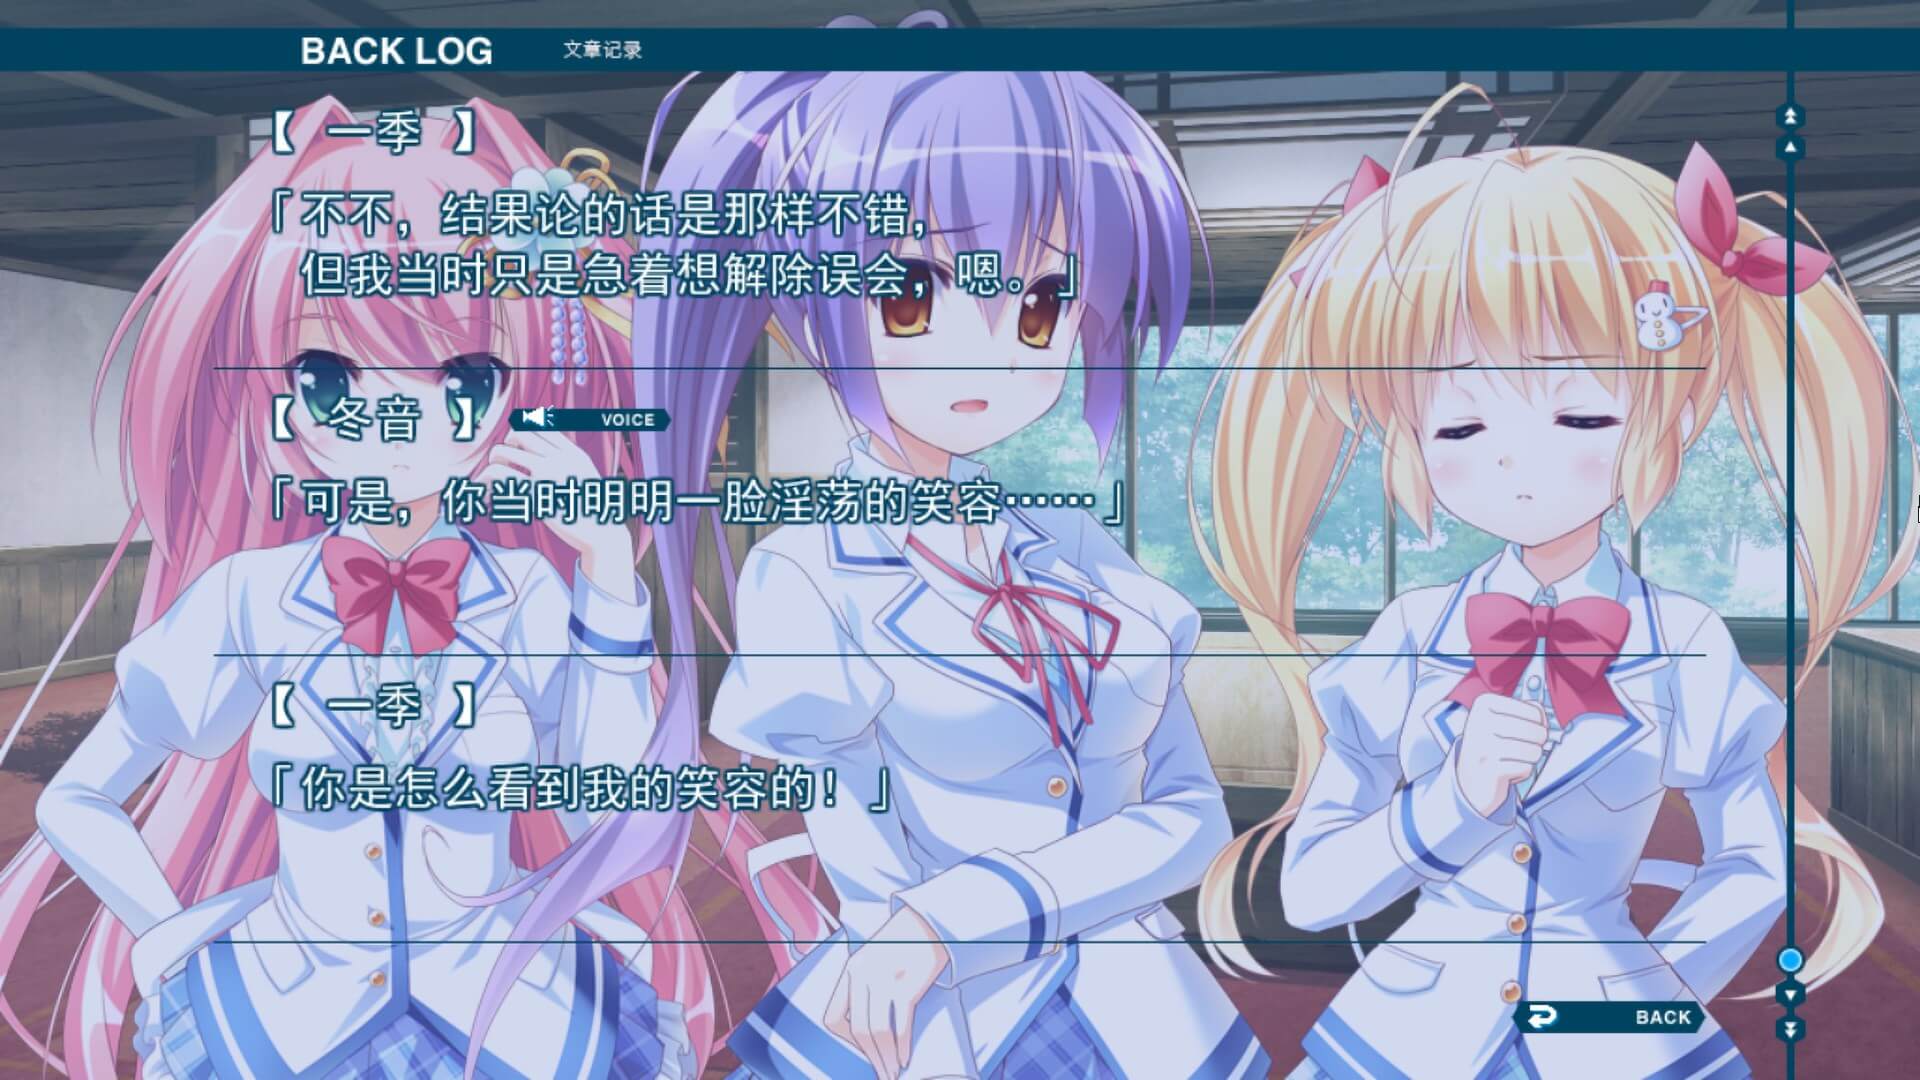 BACK LOG 文章记录
【 一季 】
「不不，结果论的话是那样不错，
但我当时只是急着想解除误会，嗯。」
【 冬音 】 VOICE
「可是，你当时明明一脸淫荡的笑容……」
【 一季 】
「你是怎么看到我的笑容的！」
BACK